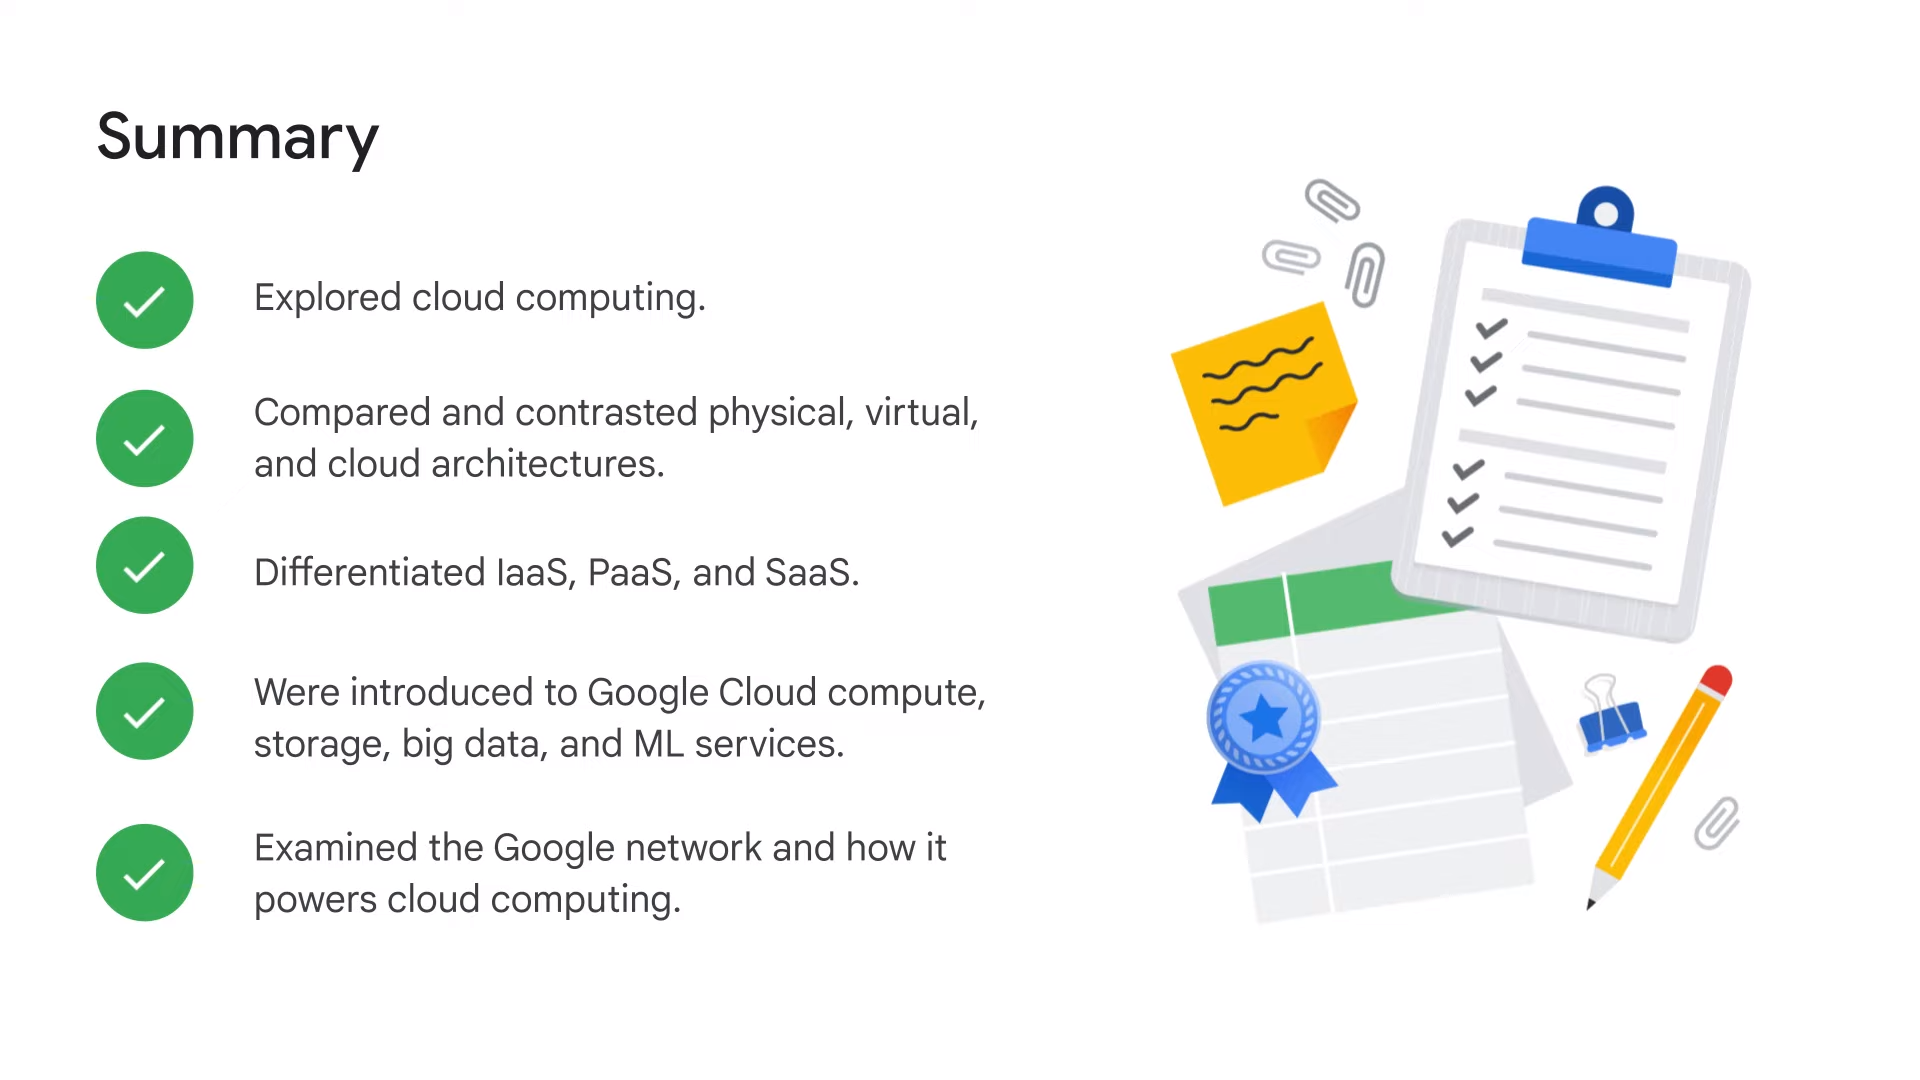 Summary
Explored cloud computing.
Compared and contrasted physical, virtual,
and cloud architectures.
Differentiated IaaS, PaaS, and SaaS.
Were introduced to Google Cloud compute,
storage, big data, and ML services.
Examined the Google network and how it
powers cloud computing.